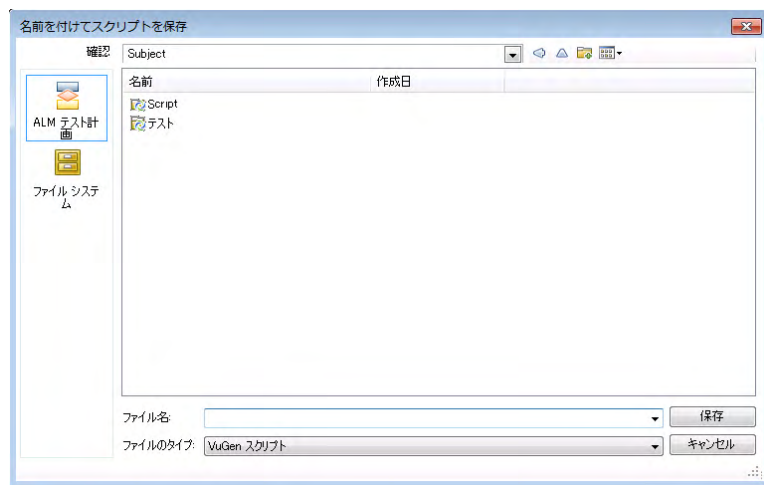 名前を付けてスクリプトを保存
確認
Subject
ALM テスト計
画
ファイル システ
ム
名前
作成日
Script
テスト
ファイル名:
保存
ファイルのタイプ:
VuGen スクリプト
キャンセル